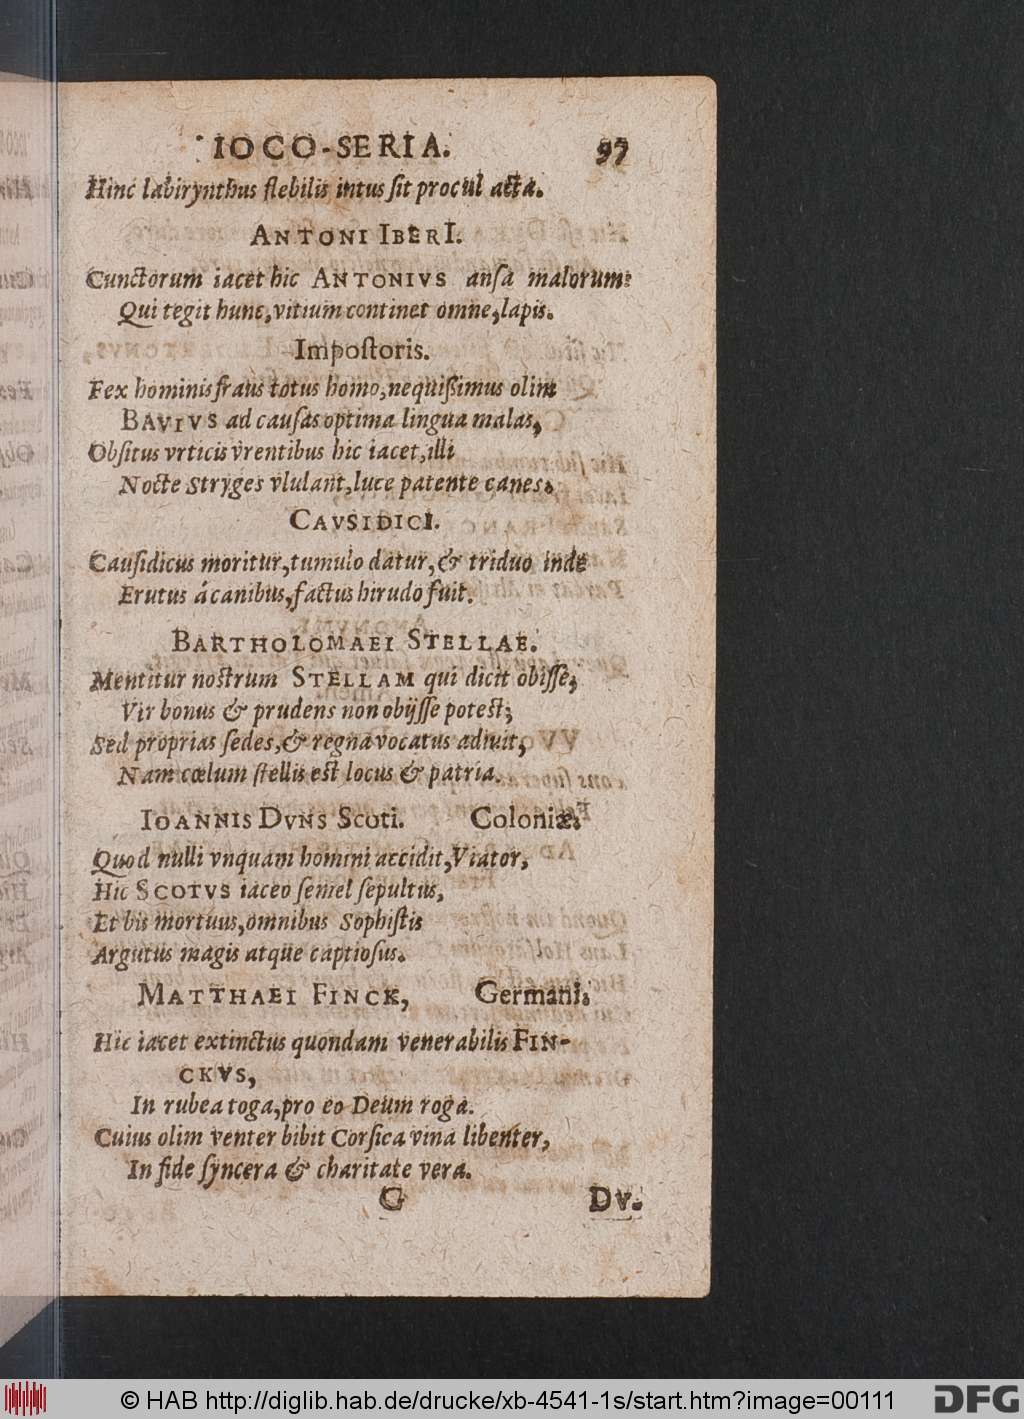 IOCO-SERIA. 97
Hinc labirynthus flebilis intus sit procul acta.
ANTONI IBERI.
Cunctorum iacet hic ANTONIVS ansa malorum:
Qui tegit hunc, vitium continet omne, lapis.
Impostoris.
Fex hominis fraus totus homo, nequißimus olim
BAVIVS ad causas optima lingua malas,
Obsitus vrticis vrentibus hic iacet, illi
Nocte Stryges vlulant, luce patente canes.
CAVSIDICI.
Causidicus moritur, tumulo datur, & triduo inde
Erutus á canibus, factus hirudo fuit.
BARTHOLOMAEI STELLAE.
Mentitur nostrum STELLAM qui dicit obisse,
Vir bonus & prudens non obijsse potest;
Sed proprias sedes, & regna vocatus adiuit,
Nam cœlum stellis est locus & patria.
IOANNIS DVNS Scoti. Coloniæ.
Quod nulli vnquam homini accidit, Viator,
Hic SCOTVS iaceo semel sepultus,
Et bis mortuus, omnibus Sophistis
Argutus magis atque captiosus.
MATTHAEI FINCK, Germani.
Hic iacet extinctus quondam venerabilis FIN-
CKVS,
In rubea toga, pro eo Deum roga.
Cuius olim venter bibit Corsica vina libenter,
In fide syncera & charitate vera.
G DV.
© HAB http://diglib.hab.de/drucke/xb-4541-1s/start.htm?image=00111
DFG